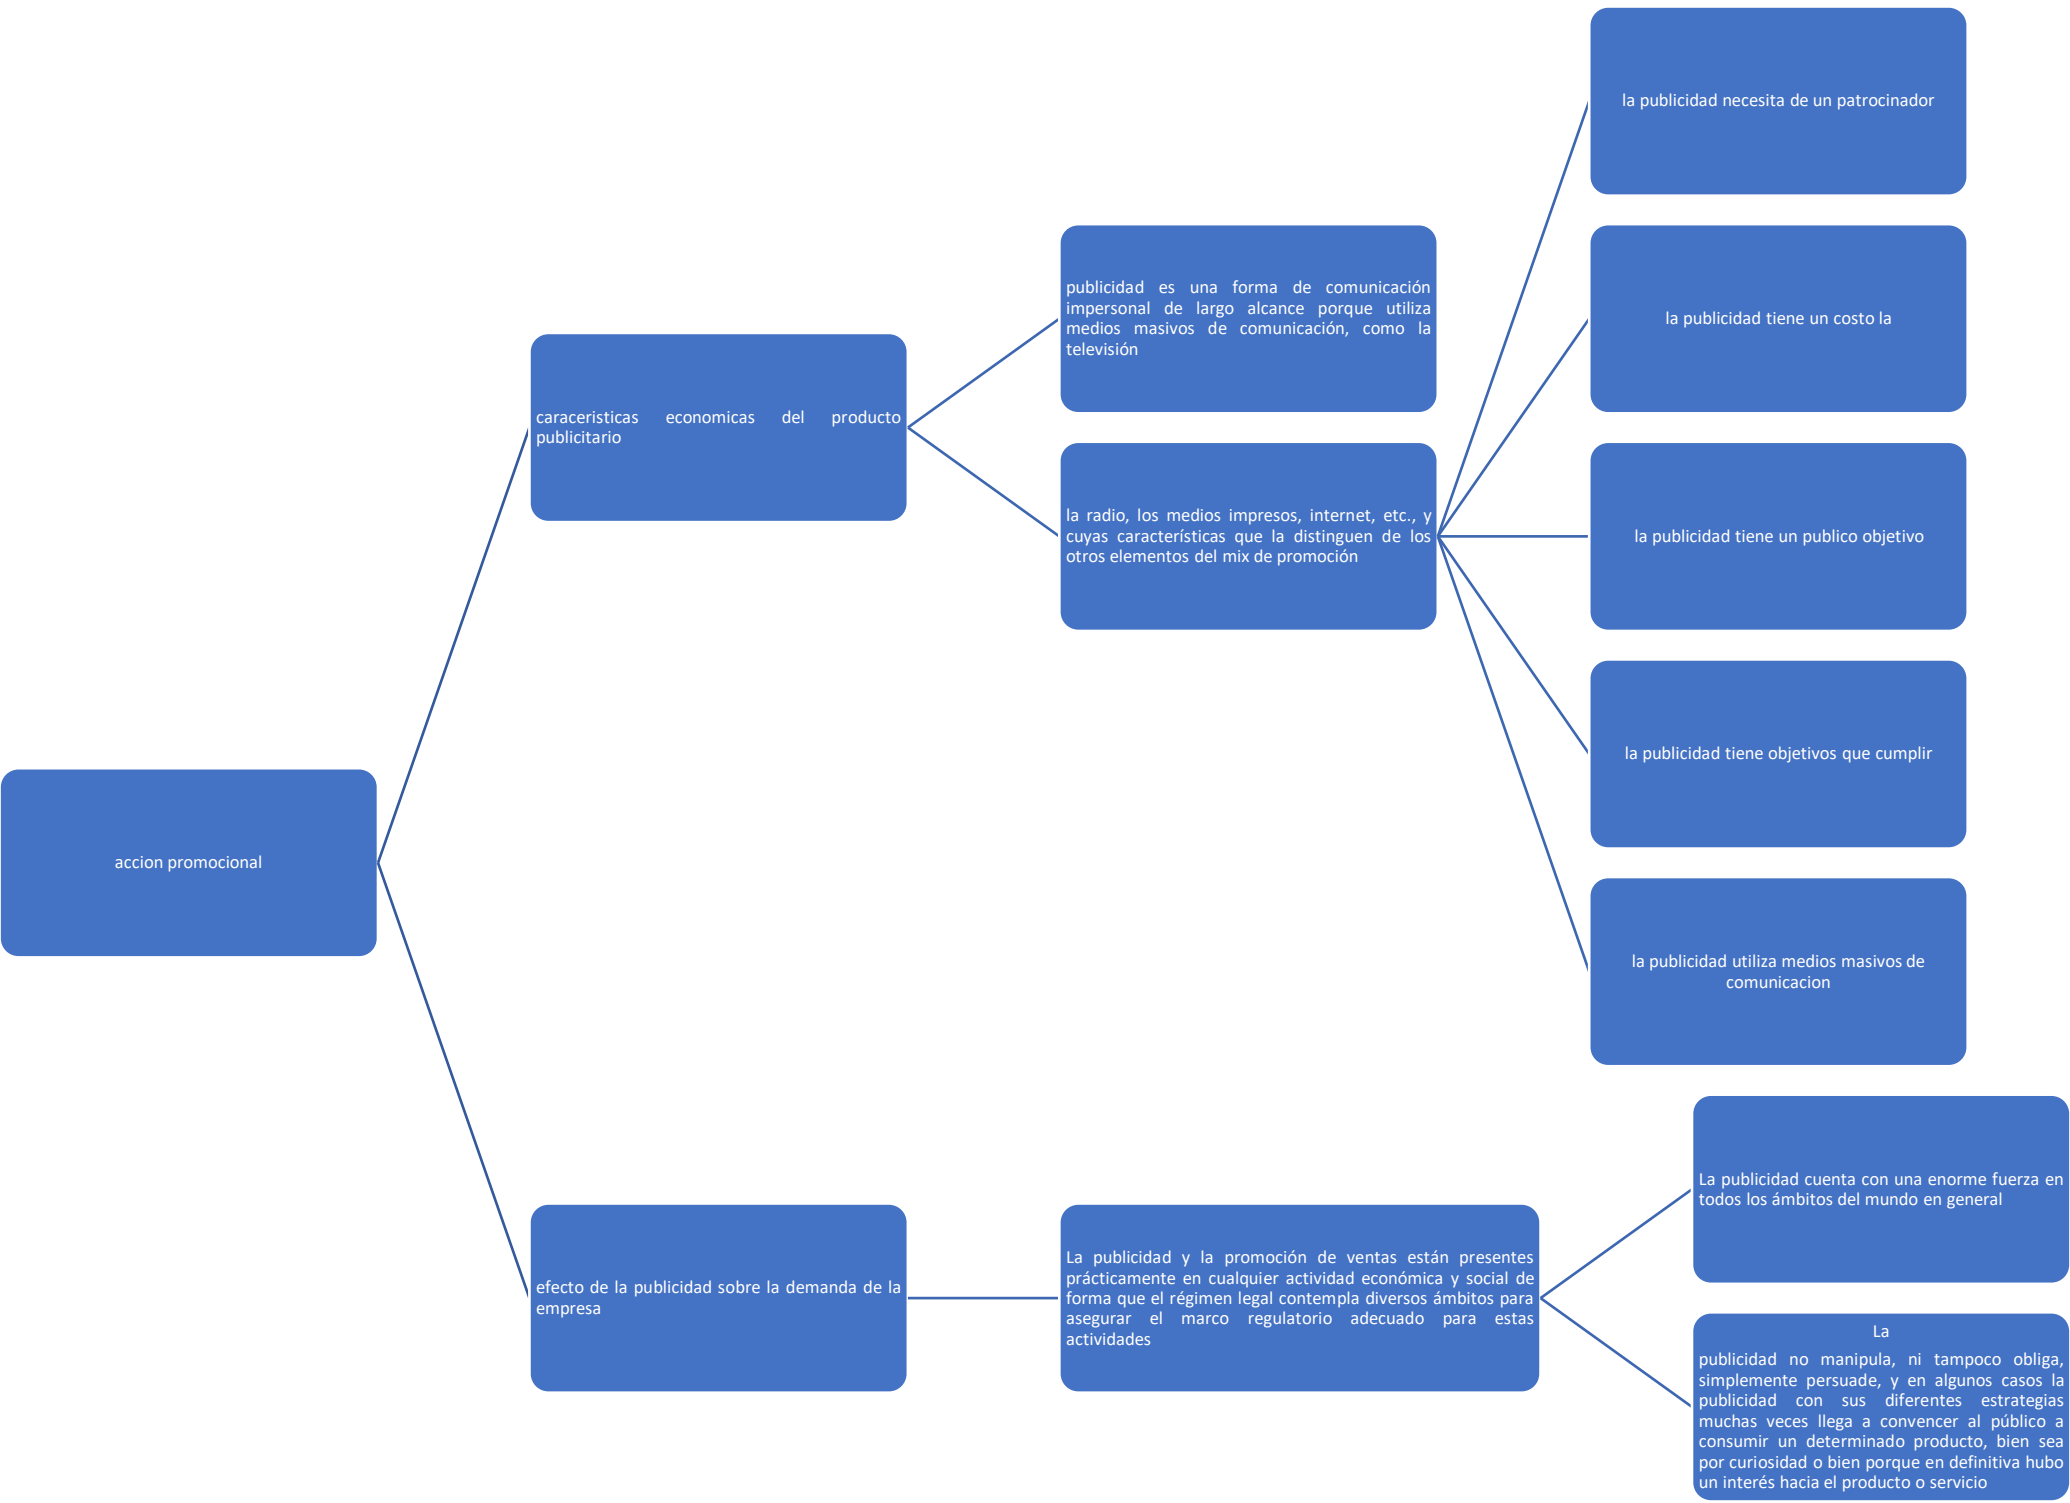 la publicidad necesita de un patrocinador
publicidad es una forma de comunicación
impersonal de largo alcance porque utiliza
medios masivos de comunicación, como la
televisión
la publicidad tiene un costo la
caraceristicas economicas del producto
publicitario
la radio, los medios impresos, internet, etc., y
cuyas características que la distinguen de los
otros elementos del mix de promoción
la publicidad tiene un publico objetivo
la publicidad tiene objetivos que cumplir
accion promocional
la publicidad utiliza medios masivos de
comunicacion
efecto de la publicidad sobre la demanda de la
empresa
La publicidad y la promoción de ventas están presentes
prácticamente en cualquier actividad económica y social de
forma que el régimen legal contempla diversos ámbitos para
asegurar el marco regulatorio adecuado para estas
actividades
La publicidad cuenta con una enorme fuerza en
todos los ámbitos del mundo en general
La
publicidad no manipula, ni tampoco obliga,
simplemente persuade, y en algunos casos la
publicidad con sus diferentes estrategias
muchas veces llega a convencer al público a
consumir un determinado producto, bien sea
por curiosidad o bien porque en definitiva hubo
un interés hacia el producto o servicio